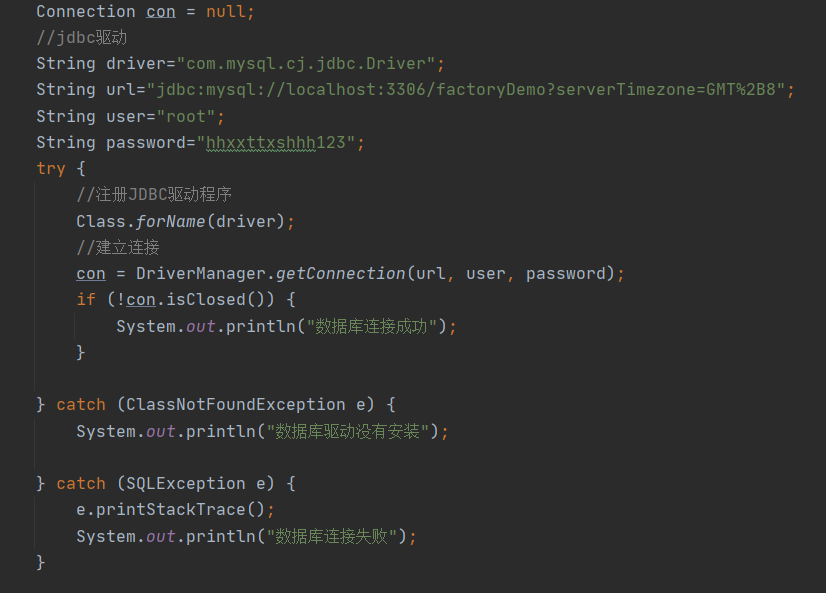 Connection con = null;
//jdbc驱动
String driver="com.mysql.cj.jdbc.Driver";
String url="jdbc:mysql://localhost:3306/factoryDemo?serverTimezone=GMT%2B8";
String user="root";
String password="hhxxttxshhh123";
try {
//注册JDBC驱动程序
Class.forName(driver);
//建立连接
con = DriverManager.getConnection(url, user, password);
if (!con.isClosed()) {
System.out.println("数据库连接成功");
}
} catch (ClassNotFoundException e) {
System.out.println("数据库驱动没有安装");
} catch (SQLException e) {
e.printStackTrace();
System.out.println("数据库连接失败");
}